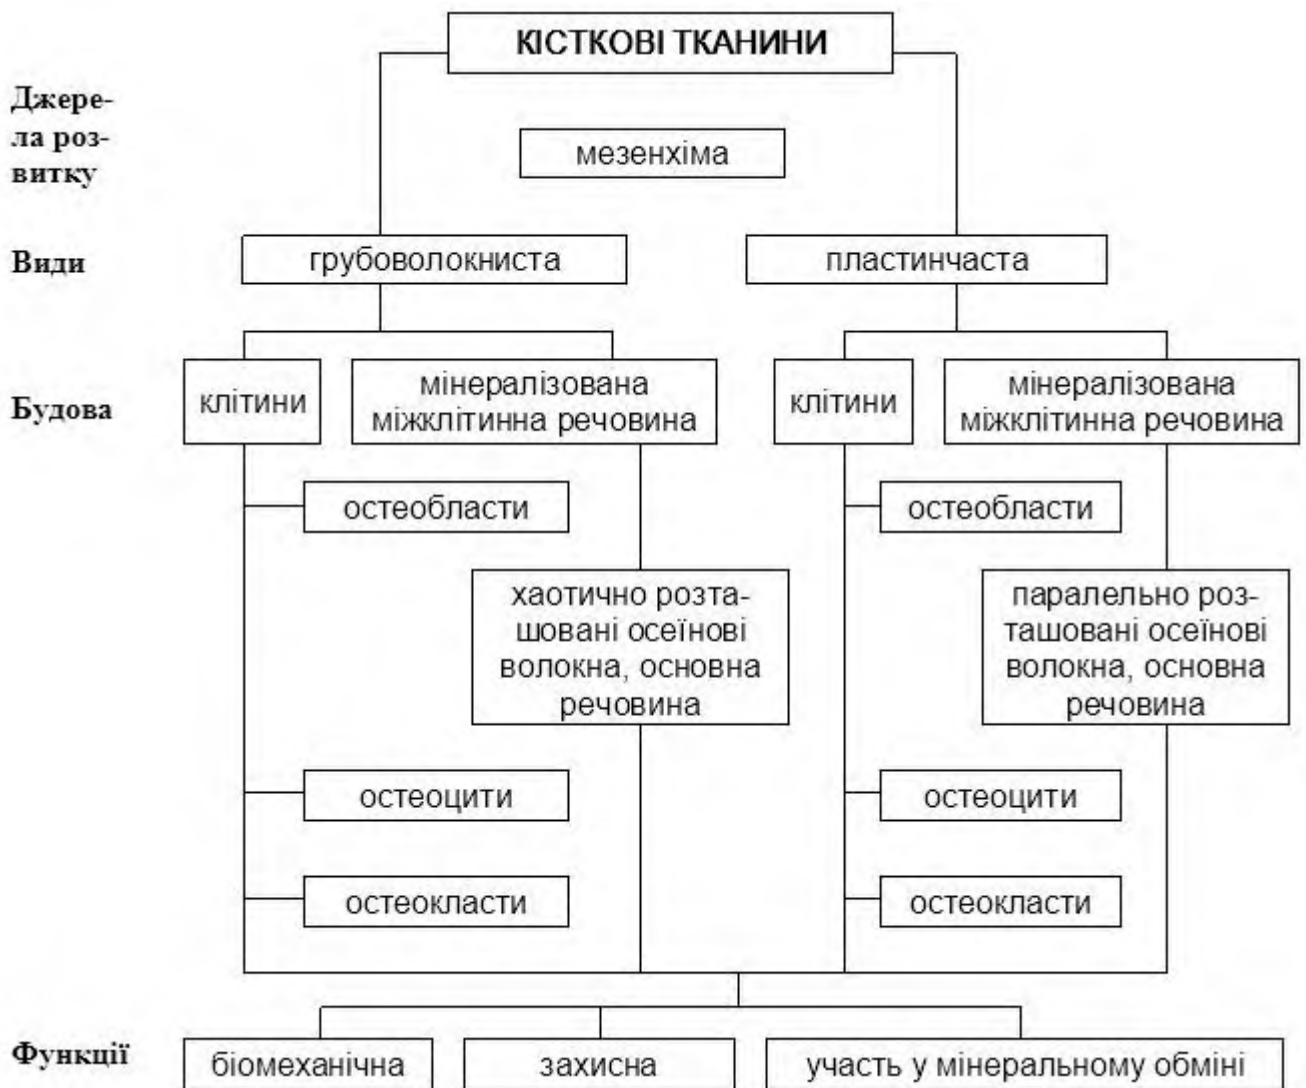 КІСТКОВІ ТКАНИНИ
Джере-
ла роз-
витку
мезенхіма
Види
грубоволокниста
пластинчаста
Будова
клітини
мінералізована
міжклітинна речовина
клітини
мінералізована
міжклітинна речовина
остеобласти
остеобласти
хаотично розта-
шовані осеїнові
волокна, основна
речовина
паралельно роз-
ташовані осеїнові
волокна, основна
речовина
остеоцити
остеоцити
остеокласти
остеокласти
Функції
біомеханічна
захисна
участь у мінеральному обміні